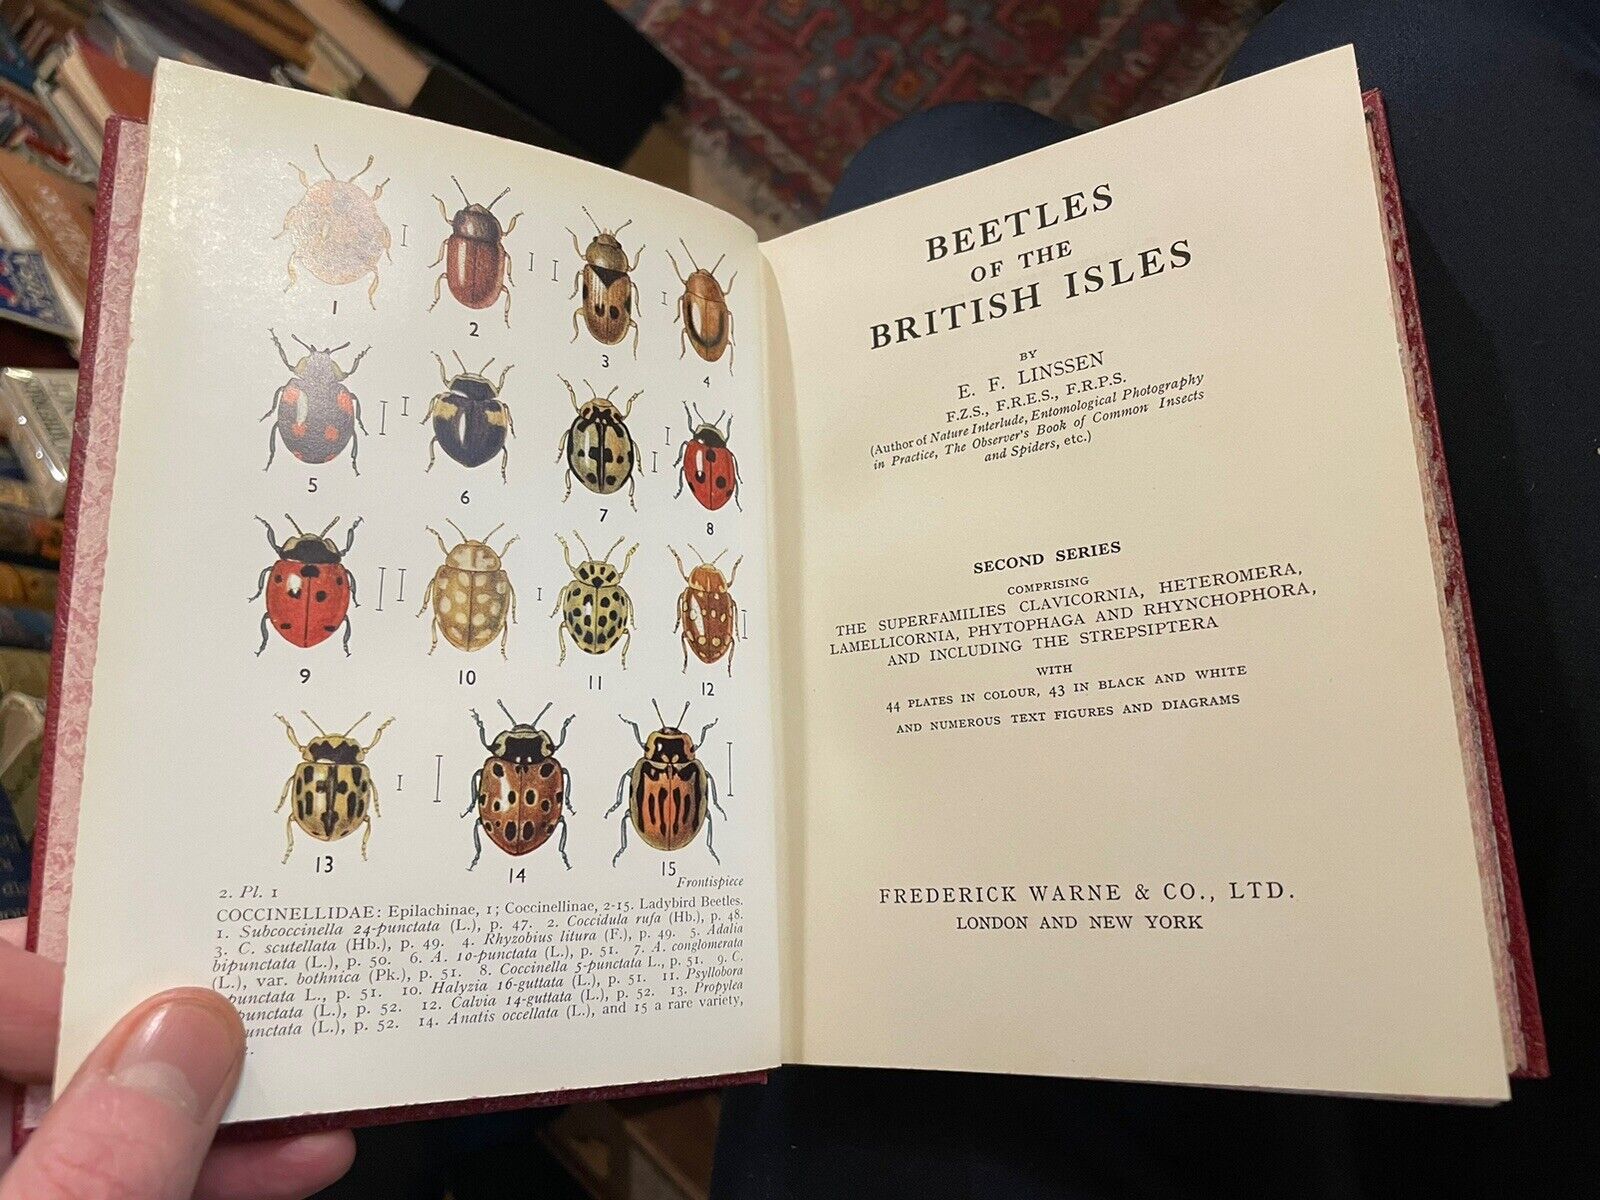 1
2
3
4
5
6
7
8
9
10
11
12
13
14
15
2. Pl. 1
Frontispiece
COCCINELLIDAE: Epilachinae, 1; Coccinellinae, 2-15. Ladybird Beetles.
1. Subcoccinella 24-punctata (L.), p. 47. 2. Coccidula rufa (Hb.), p. 48.
3. C. scutellata (Hb.), p. 49. 4. Rhyzobius litura (F.), p. 49. 5. Adalia
bipunctata (L.), p. 50. 6. A. 10-punctata (L.), p. 51. 7. A. conglomerata
(L.), var. bothnica (Pk.), p. 51. 8. Coccinella 5-punctata L., p. 51. 9. C.
punctata L., p. 51. 10. Halyzia 16-guttata (L.), p. 51. 11. Psyllobora
punctata (L.), p. 52. 12. Calvia 14-guttata (L.), p. 52. 13. Propylea
punctata (L.), p. 52. 14. Anatis occellata (L.), and 15 a rare variety,
BEETLES
OF THE
BRITISH ISLES
BY
E. F. LINSSEN
F.Z.S., F.R.E.S., F.R.P.S.
(Author of Nature Interlude, Entomological Photography
in Practice, The Observer's Book of Common Insects
and Spiders, etc.)
SECOND SERIES
COMPRISING
THE SUPERFAMILIES CLAVICORNIA, HETEROMERA,
LAMELLICORNIA, PHYTOPHAGA AND RHYNCHOPHORA,
AND INCLUDING THE STREPSIPTERA
WITH
44 PLATES IN COLOUR, 43 IN BLACK AND WHITE
AND NUMEROUS TEXT FIGURES AND DIAGRAMS
FREDERICK WARNE & CO., LTD.
LONDON AND NEW YORK